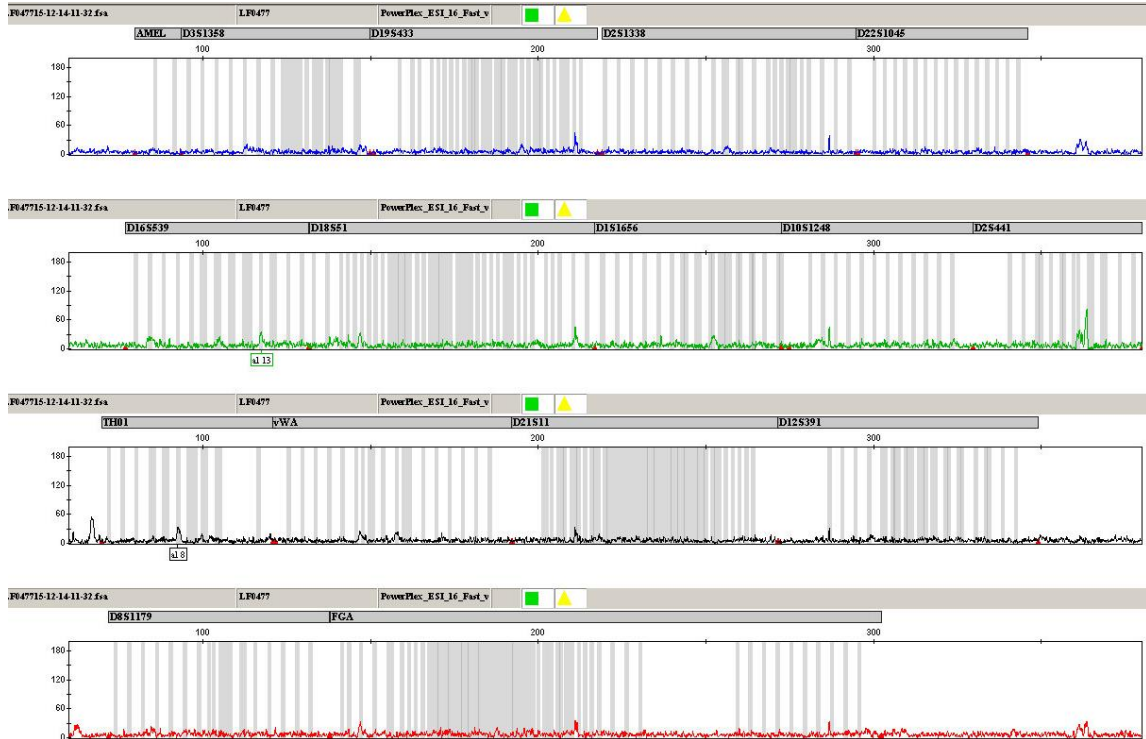 LF047715-12-14-11-32.fsa LF0477 PowerPlex_ESI_16_Fast_v
AMEL D3S1358 D19S433 D2S1338 D22S1045
100 200 300
180
120
60
0
LF047715-12-14-11-32.fsa LF0477 PowerPlex_ESI_16_Fast_v
D16S539 D18S51 D1S1656 D10S1248 D2S441
100 200 300
180
120
60
0
al 13
LF047715-12-14-11-32.fsa LF0477 PowerPlex_ESI_16_Fast_v
TH01 vWA D21S11 D12S391
100 200 300
180
120
60
0
al 8
LF047715-12-14-11-32.fsa LF0477 PowerPlex_ESI_16_Fast_v
D8S1179 FGA
100 200 300
180
120
60
0